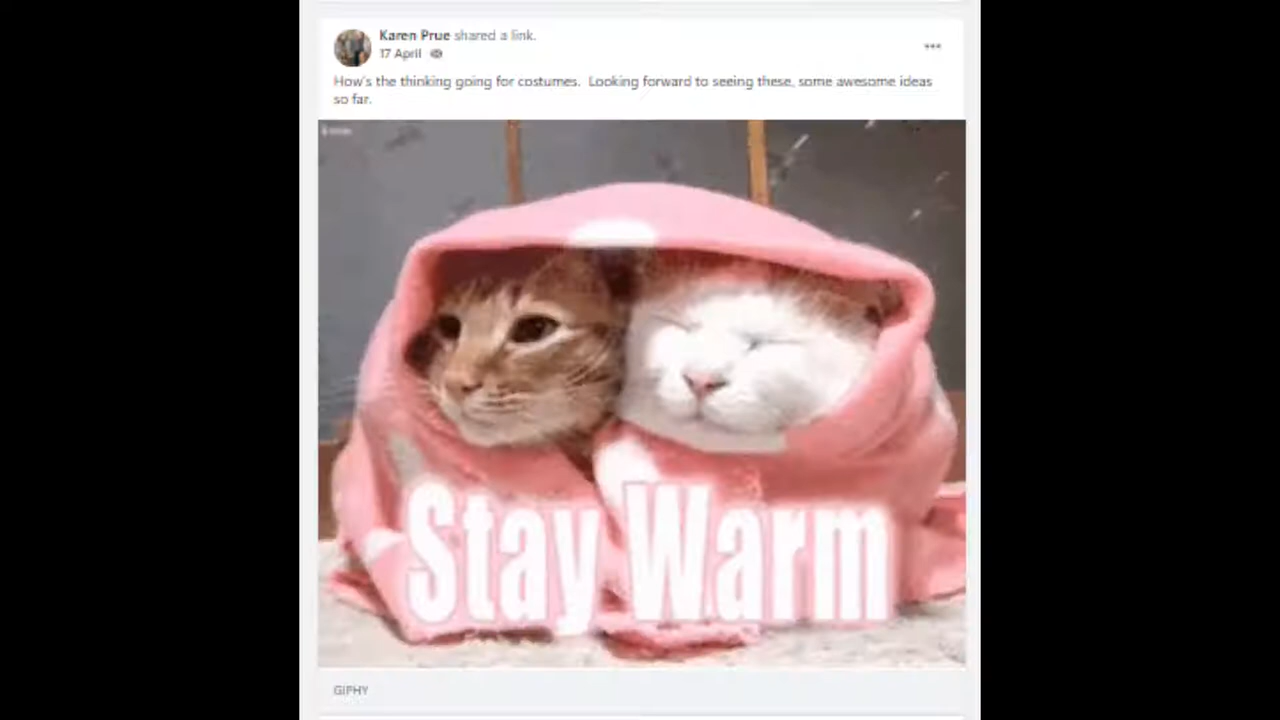 Karen Prue shared a link.
17 April
How's the thinking going for costumes. Looking forward to seeing these, some awesome ideas
so far.
Stay Warm
GIPHY